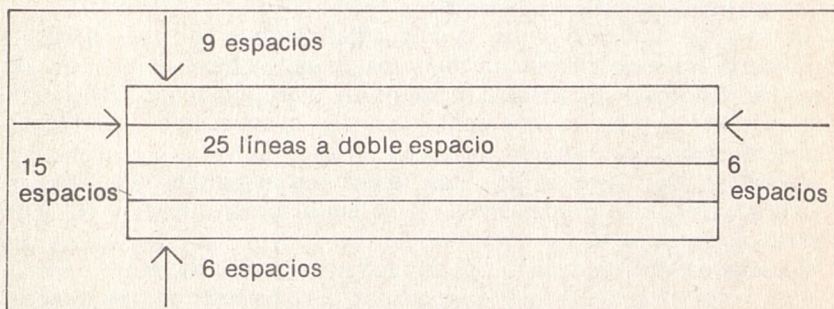 9 espacios
25 líneas a doble espacio
15
espacios
6
espacios
6 espacios